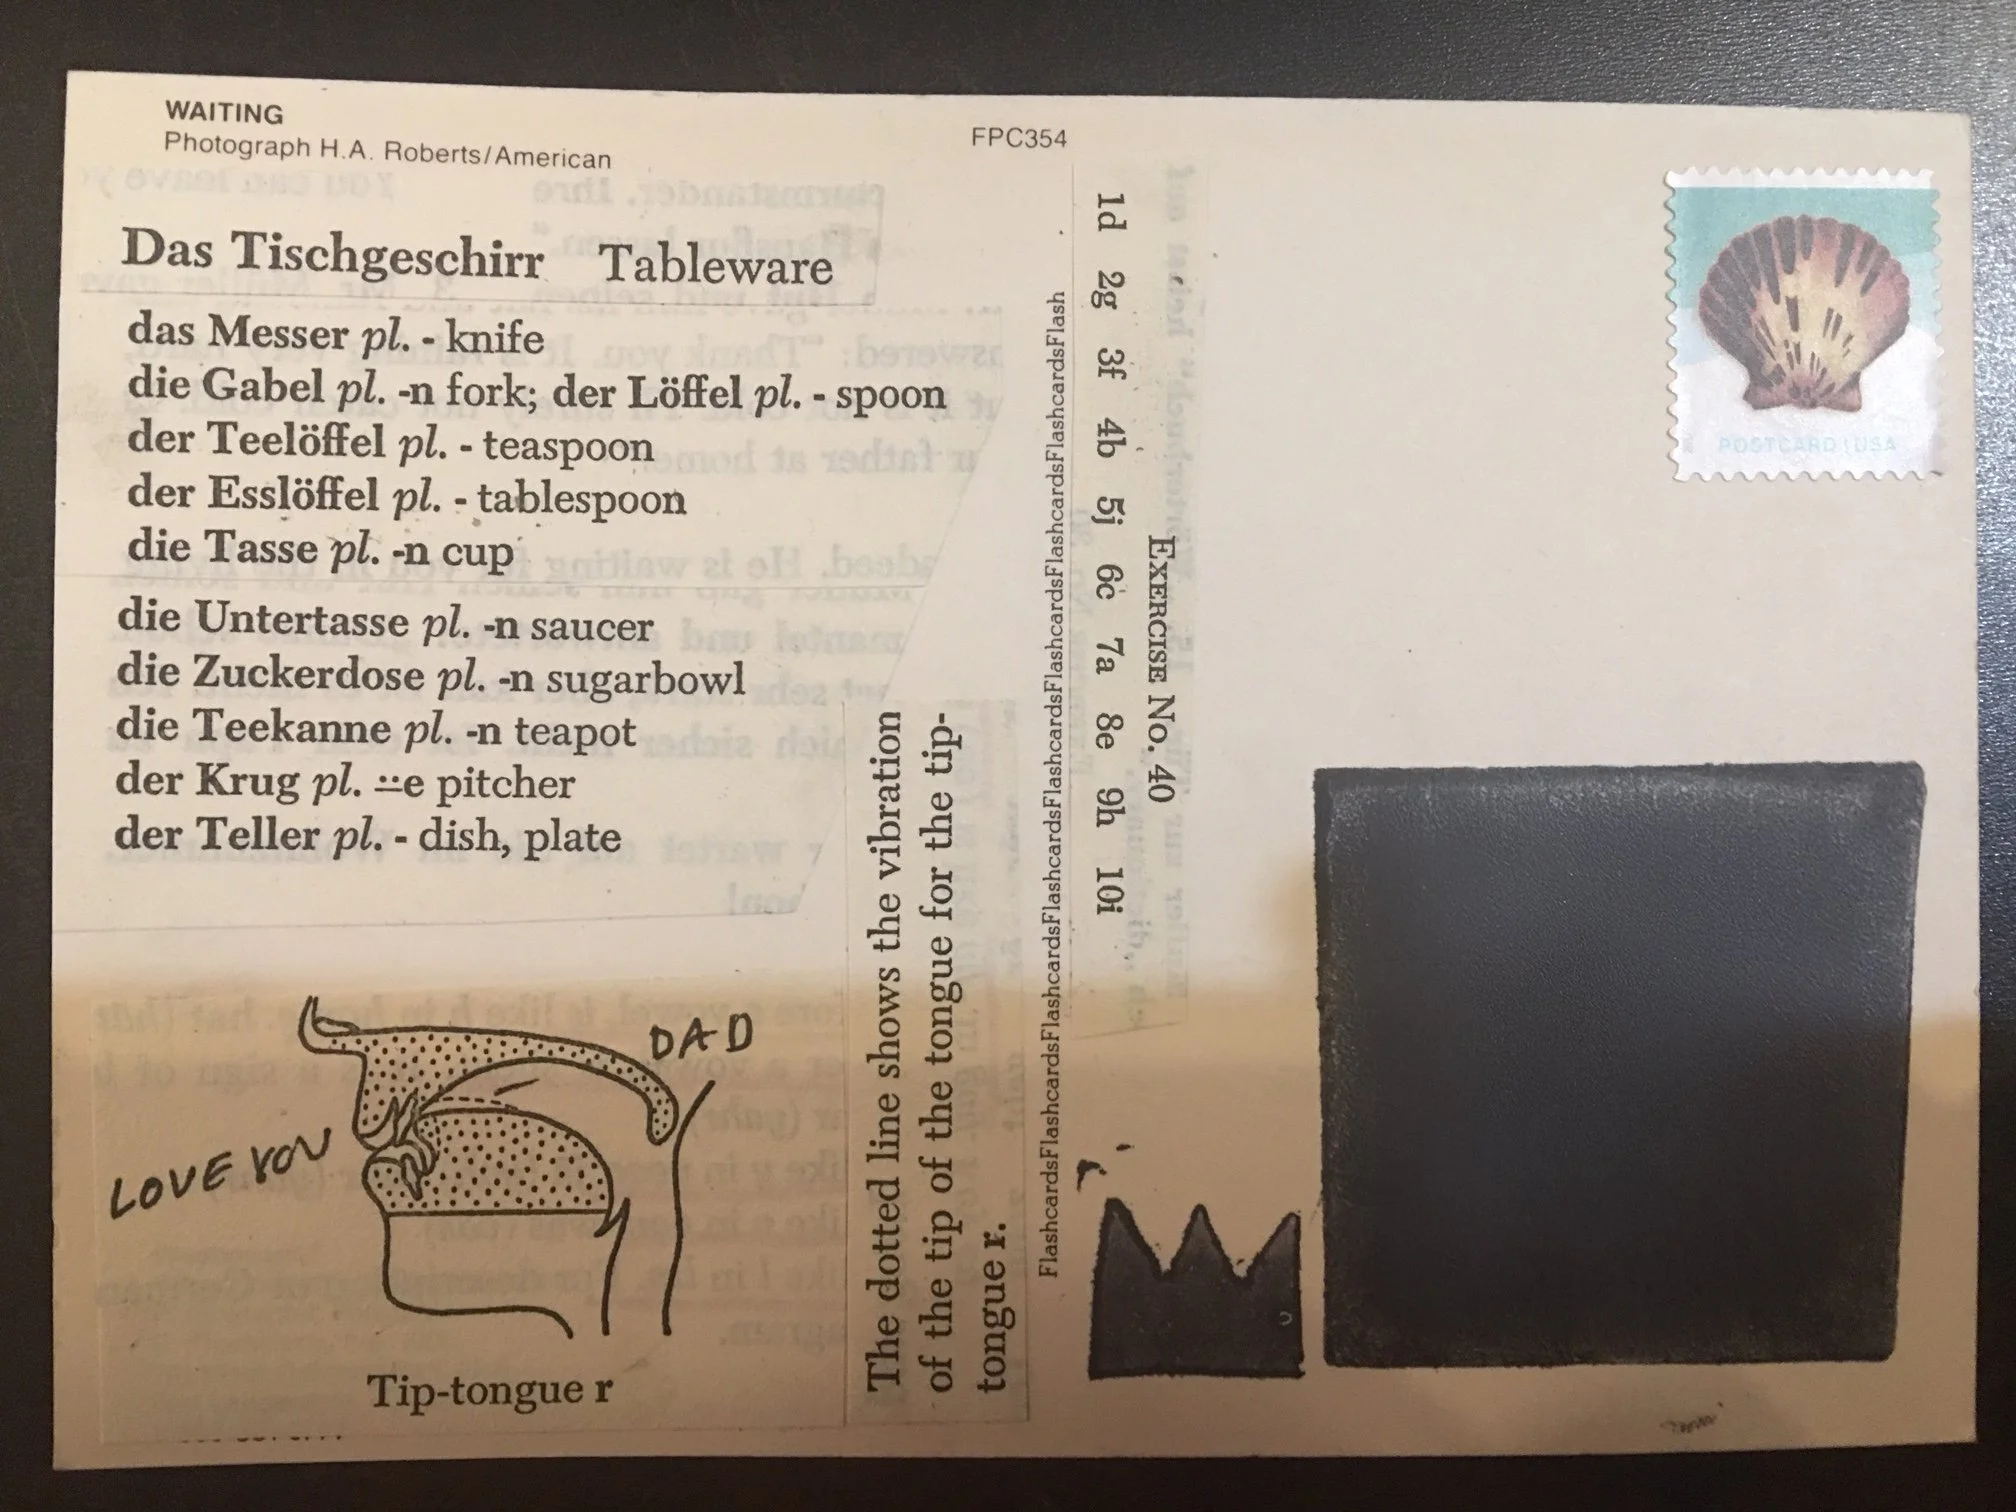 WAITING
Photograph H.A. Roberts/American
FPC354
Das Tischgeschirr Tableware
das Messer pl. - knife
die Gabel pl. -n fork; der Löffel pl. - spoon
der Teelöffel pl. - teaspoon
der Esslöffel pl. - tablespoon
die Tasse pl. -n cup
die Untertasse pl. -n saucer
die Zuckerdose pl. -n sugarbowl
die Teekanne pl. -n teapot
der Krug pl. ⸚e pitcher
der Teller pl. - dish, plate
LOVE YOU
DAD
Tip-tongue r
The dotted line shows the vibration
of the tip of the tongue for the tip-
tongue r.
FlashcardsFlashcardsFlashcardsFlashcardsFlashcardsFlashcardsFlashcardsFlashcardsFlashcardsFlashcardsFlashcardsFlash
1d 2g 3f 4b 5j 6c 7a 8e 9h 10i
EXERCISE No. 40
POSTCARD | USA